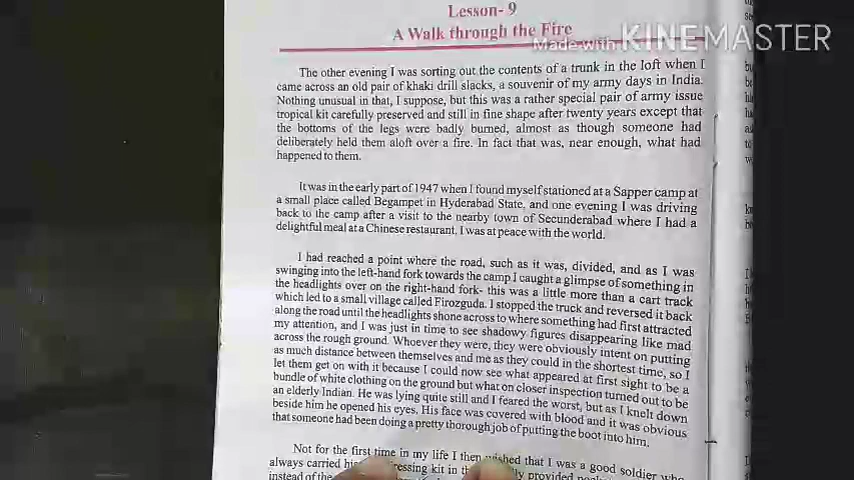 Lesson- 9
A Walk through the Fire
Made with KINEMASTER
The other evening I was sorting out the contents of a trunk in the loft when I
came across an old pair of khaki drill slacks, a souvenir of my army days in India.
Nothing unusual in that, I suppose, but this was a rather special pair of army issue
tropical kit carefully preserved and still in fine shape after twenty years except that
the bottoms of the legs were badly burned, almost as though someone had
deliberately held them aloft over a fire. In fact that was, near enough, what had
happened to them.
It was in the early part of 1947 when I found myself stationed at a Sapper camp at
a small place called Begampet in Hyderabad State, and one evening I was driving
back to the camp after a visit to the nearby town of Secunderabad where I had a
delightful meal at a Chinese restaurant. I was at peace with the world.
I had reached a point where the road, such as it was, divided, and as I was
swinging into the left-hand fork towards the camp I caught a glimpse of something in
the headlights over on the right-hand fork- this was a little more than a cart track
which led to a small village called Firozguda. I stopped the truck and reversed it back
along the road until the headlights shone across to where something had first attracted
my attention, and I was just in time to see shadowy figures disappearing like mad
across the rough ground. Whoever they were, they were obviously intent on putting
as much distance between themselves and me as they could in the shortest time, so I
let them get on with it because I could now see what appeared at first sight to be a
bundle of white clothing on the ground but what on closer inspection turned out to be
an elderly Indian. He was lying quite still and I feared the worst, but as I knelt down
beside him he opened his eyes. His face was covered with blood and it was obvious
that someone had been doing a pretty thorough job of putting the boot into him.
Not for the first time in my life I then wished that I was a good soldier who
always carried his kit in the provided
instead of the